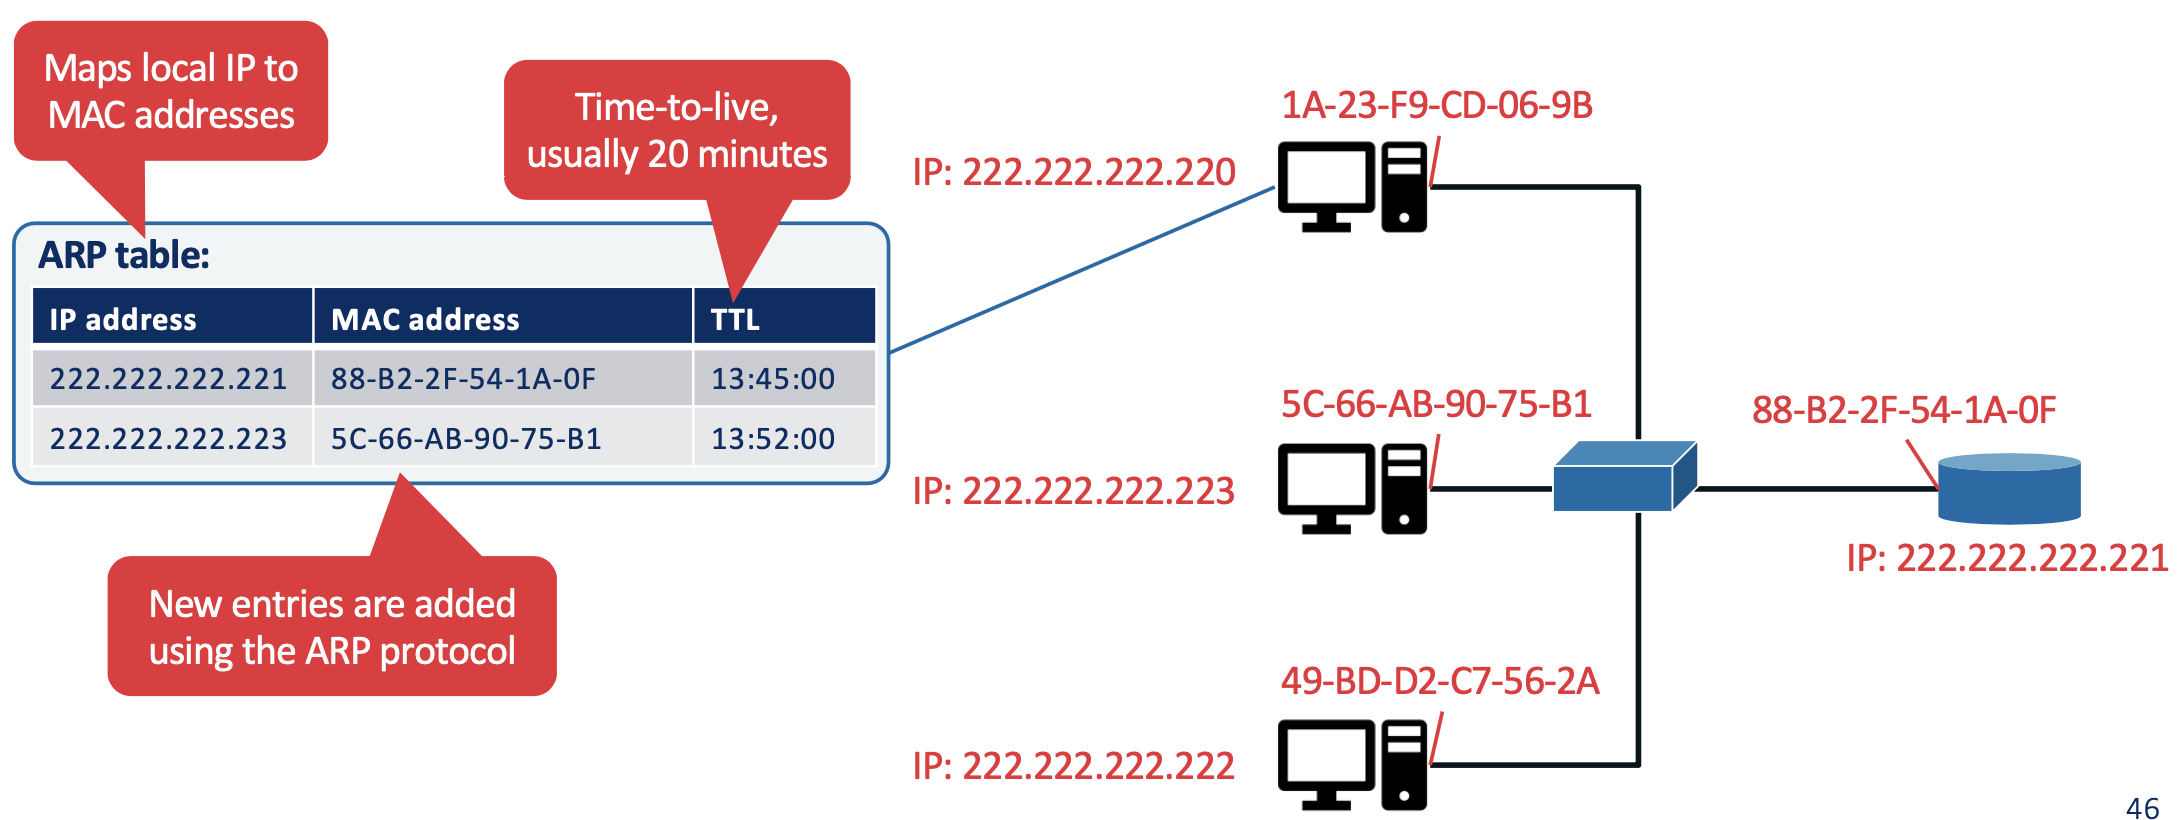 Maps local IP to
MAC addresses
Time-to-live,
usually 20 minutes
ARP table:
IP address MAC address TTL
222.222.222.221 88-B2-2F-54-1A-0F 13:45:00
222.222.222.223 5C-66-AB-90-75-B1 13:52:00
New entries are added
using the ARP protocol
1A-23-F9-CD-06-9B
IP: 222.222.222.220
5C-66-AB-90-75-B1
IP: 222.222.222.223
88-B2-2F-54-1A-0F
IP: 222.222.222.221
49-BD-D2-C7-56-2A
IP: 222.222.222.222
46